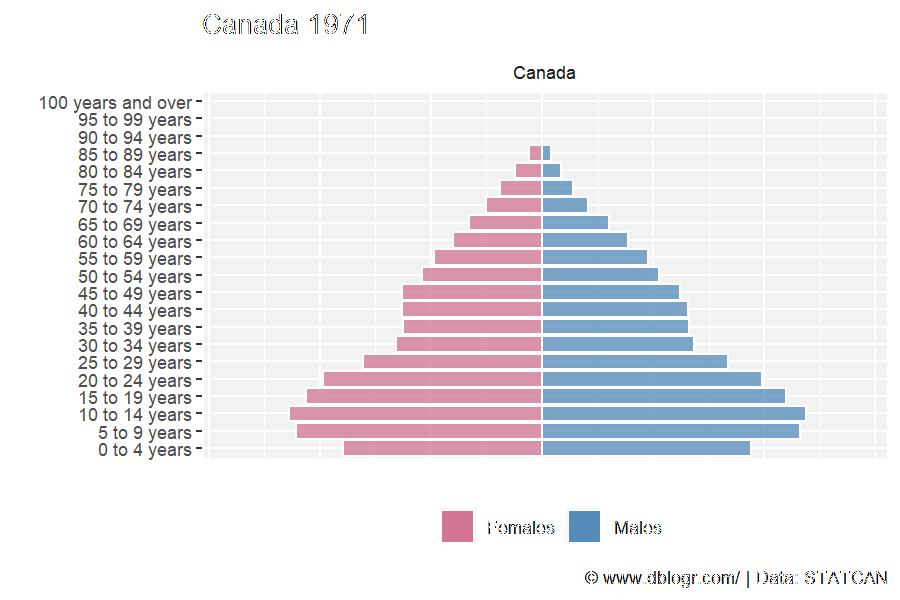 Canada 1971
Canada
100 years and over
95 to 99 years
90 to 94 years
85 to 89 years
80 to 84 years
75 to 79 years
70 to 74 years
65 to 69 years
60 to 64 years
55 to 59 years
50 to 54 years
45 to 49 years
40 to 44 years
35 to 39 years
30 to 34 years
25 to 29 years
20 to 24 years
15 to 19 years
10 to 14 years
5 to 9 years
0 to 4 years
Females Males
© www.dblogr.com/ | Data: STATCAN